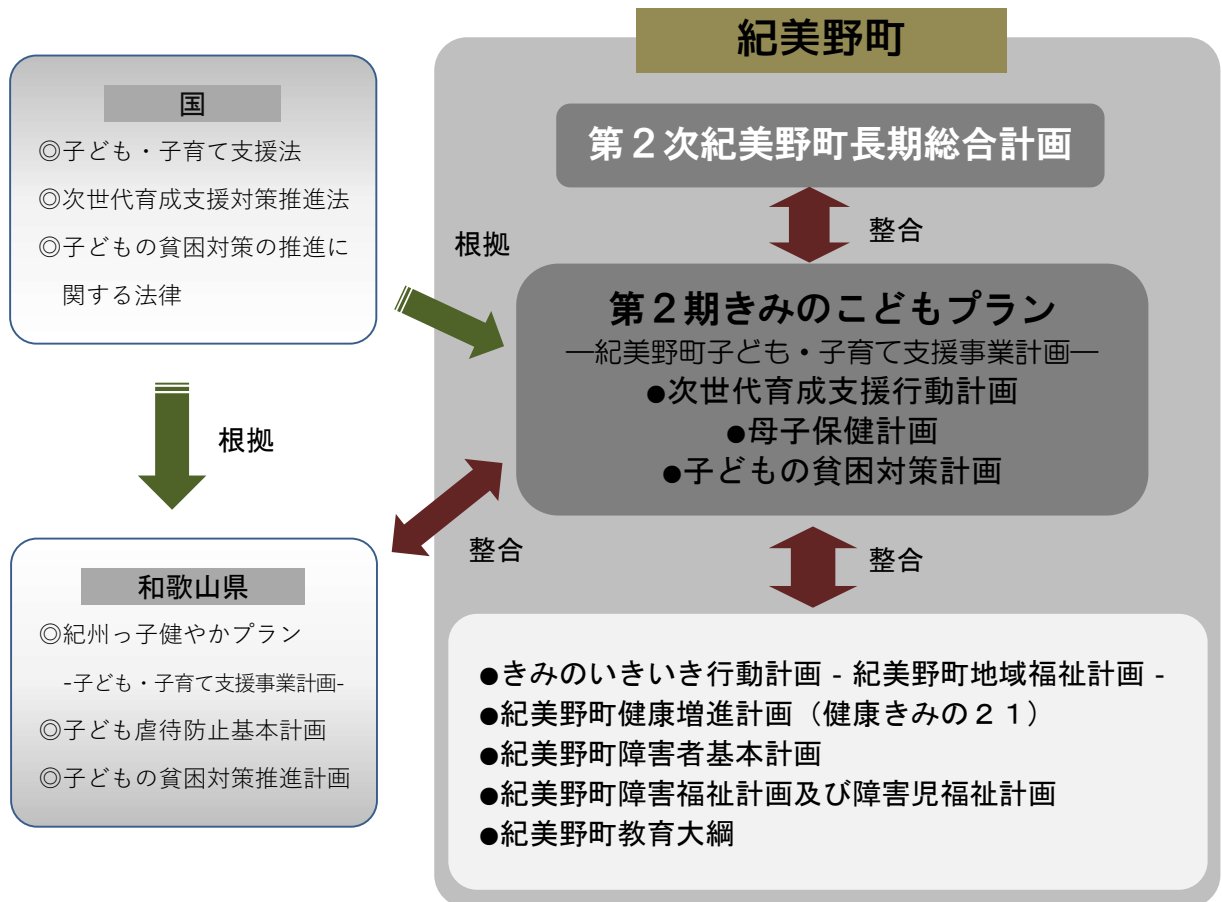 国
◎子ども・子育て支援法
◎次世代育成支援対策推進法
◎子どもの貧困対策の推進に
関する法律
根拠
和歌山県
◎紀州っ子健やかプラン
-子ども・子育て支援事業計画-
◎子ども虐待防止基本計画
◎子どもの貧困対策推進計画
根拠
整合
紀美野町
第２次紀美野町長期総合計画
整合
第２期きみのこどもプラン
―紀美野町子ども・子育て支援事業計画―
●次世代育成支援行動計画
●母子保健計画
●子どもの貧困対策計画
整合
●きみのいきいき行動計画 - 紀美野町地域福祉計画 -
●紀美野町健康増進計画（健康きみの２１）
●紀美野町障害者基本計画
●紀美野町障害福祉計画及び障害児福祉計画
●紀美野町教育大綱